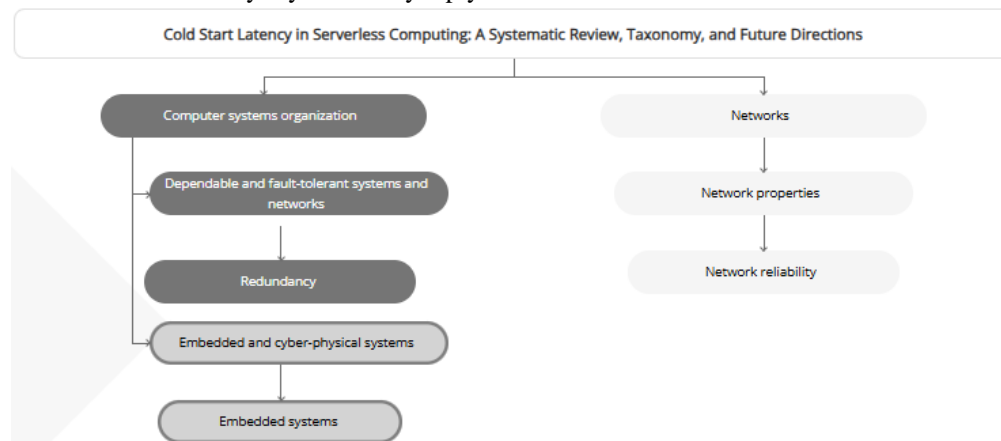 Cold Start Latency in Serverless Computing: A Systematic Review, Taxonomy, and Future Directions
Computer systems organization
Networks
Dependable and fault-tolerant systems and
networks
Network properties
Redundancy
Network reliability
Embedded and cyber-physical systems
Embedded systems